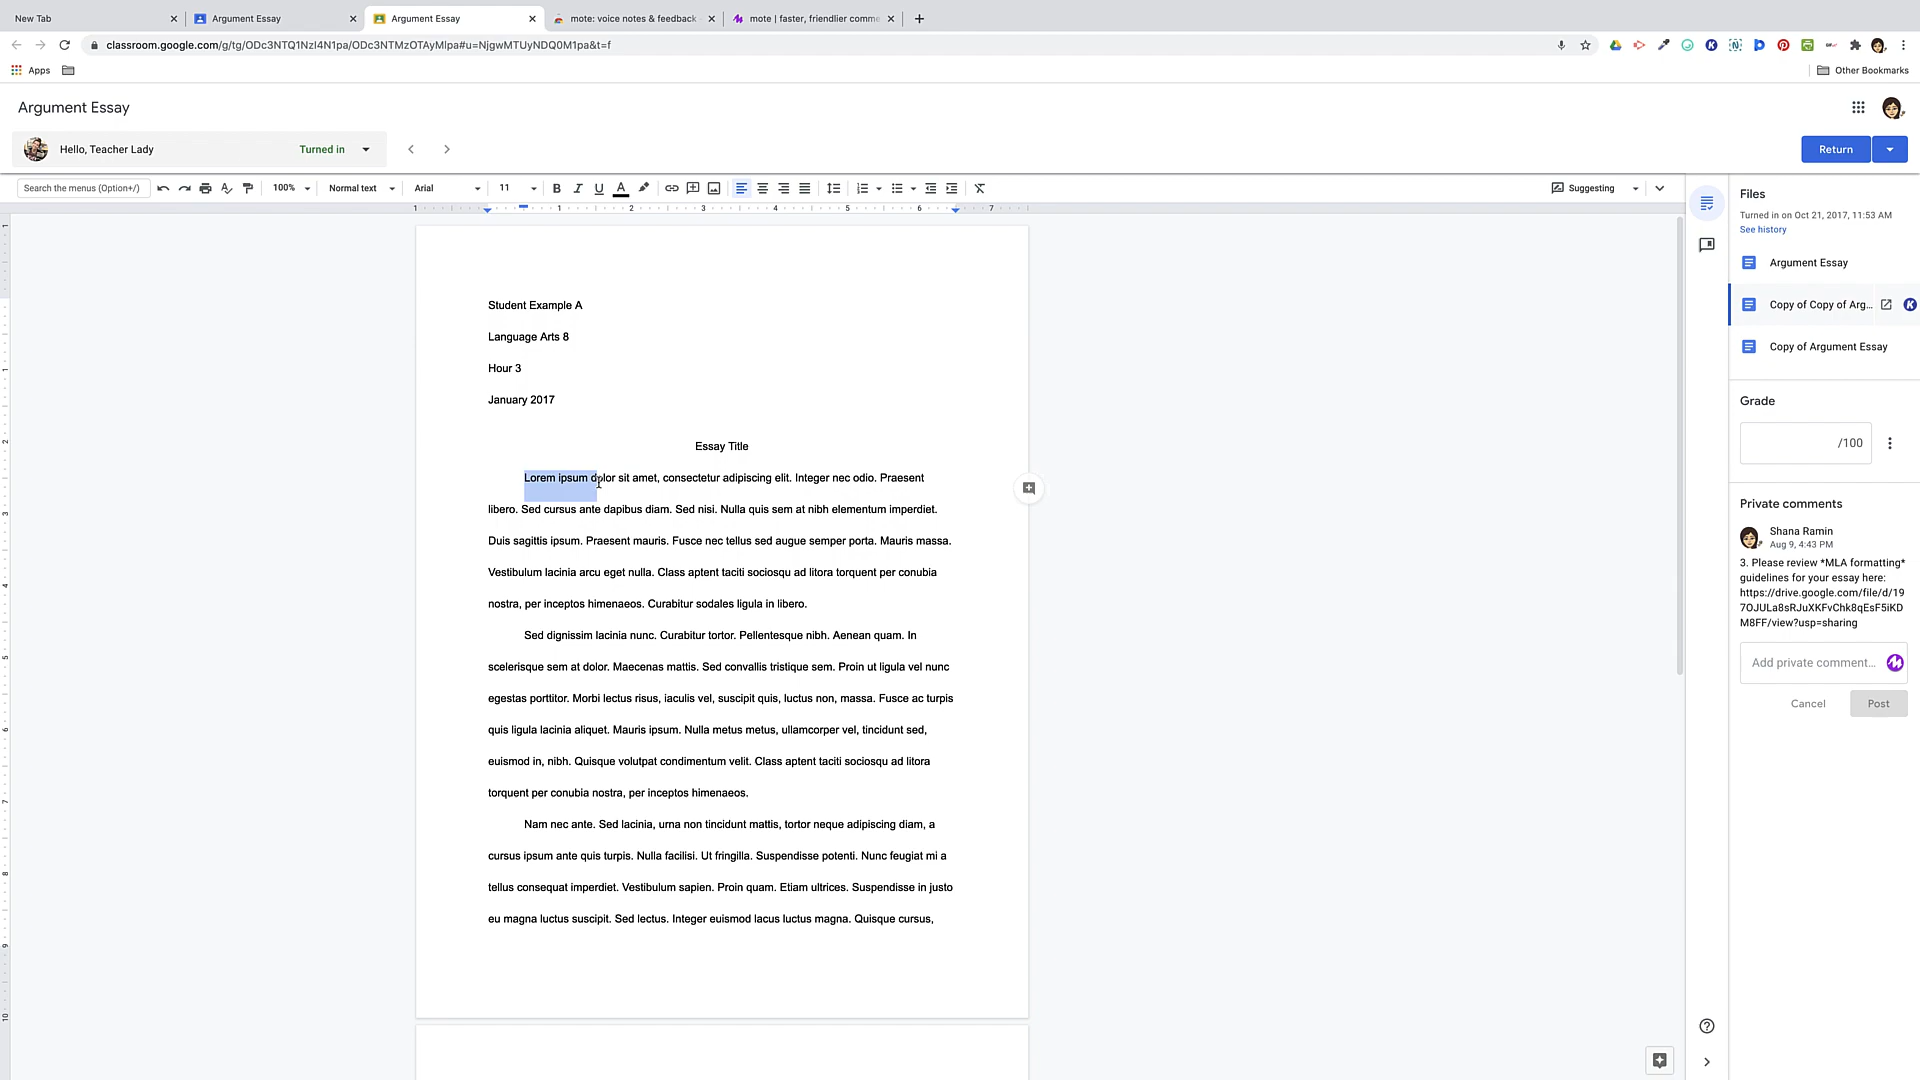 New Tab
Argument Essay
Argument Essay
mote: voice notes & feedback
mote | faster, friendlier comme
classroom.google.com/g/tg/ODc3NTQ1NzI4N1pa/ODc3NTMzOTAyMlpa#u=NjgwMTUyNDQ0M1pa&t=f
Apps
Other Bookmarks
Argument Essay
Hello, Teacher Lady
Turned in
Return
Search the menus (Option+/)
100%
Normal text
Arial
11
Suggesting
1 1 2 3 4 5 6 7
Student Example A
Language Arts 8
Hour 3
January 2017
Essay Title
Lorem ipsum dolor sit amet, consectetur adipiscing elit. Integer nec odio. Praesent
libero. Sed cursus ante dapibus diam. Sed nisi. Nulla quis sem at nibh elementum imperdiet.
Duis sagittis ipsum. Praesent mauris. Fusce nec tellus sed augue semper porta. Mauris massa.
Vestibulum lacinia arcu eget nulla. Class aptent taciti sociosqu ad litora torquent per conubia
nostra, per inceptos himenaeos. Curabitur sodales ligula in libero.
Sed dignissim lacinia nunc. Curabitur tortor. Pellentesque nibh. Aenean quam. In
scelerisque sem at dolor. Maecenas mattis. Sed convallis tristique sem. Proin ut ligula vel nunc
egestas porttitor. Morbi lectus risus, iaculis vel, suscipit quis, luctus non, massa. Fusce ac turpis
quis ligula lacinia aliquet. Mauris ipsum. Nulla metus metus, ullamcorper vel, tincidunt sed,
euismod in, nibh. Quisque volutpat condimentum velit. Class aptent taciti sociosqu ad litora
torquent per conubia nostra, per inceptos himenaeos.
Nam nec ante. Sed lacinia, urna non tincidunt mattis, tortor neque adipiscing diam, a
cursus ipsum ante quis turpis. Nulla facilisi. Ut fringilla. Suspendisse potenti. Nunc feugiat mi a
tellus consequat imperdiet. Vestibulum sapien. Proin quam. Etiam ultrices. Suspendisse in justo
eu magna luctus suscipit. Sed lectus. Integer euismod lacus luctus magna. Quisque cursus,
Files
Turned in on Oct 21, 2017, 11:53 AM
See history
Argument Essay
Copy of Copy of Arg...
Copy of Argument Essay
Grade
/100
Private comments
Shana Ramin
Aug 9, 4:43 PM
3. Please review *MLA formatting*
guidelines for your essay here:
https://drive.google.com/file/d/19
7OJULa8sRJuXKFvChk8qEsF5iKD
M8FF/view?usp=sharing
Add private comment...
Cancel
Post